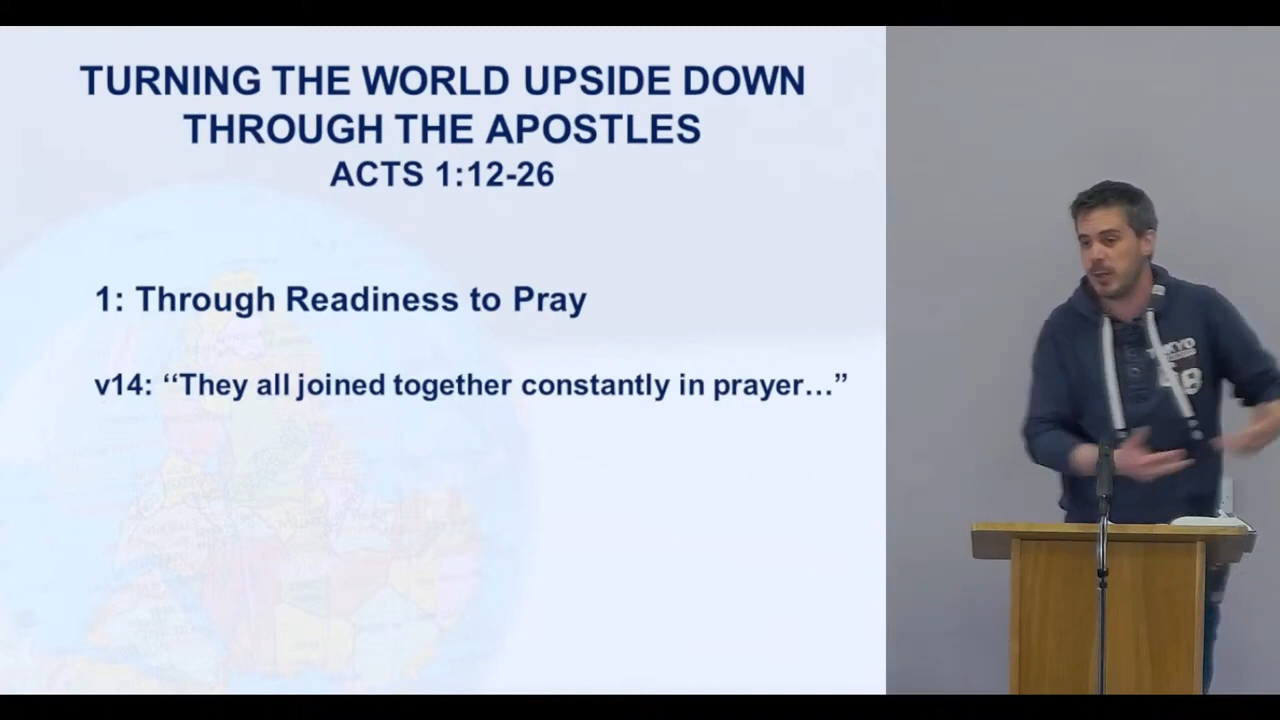 TURNING THE WORLD UPSIDE DOWN
THROUGH THE APOSTLES
ACTS 1:12-26
1: Through Readiness to Pray
v14: “They all joined together constantly in prayer…”